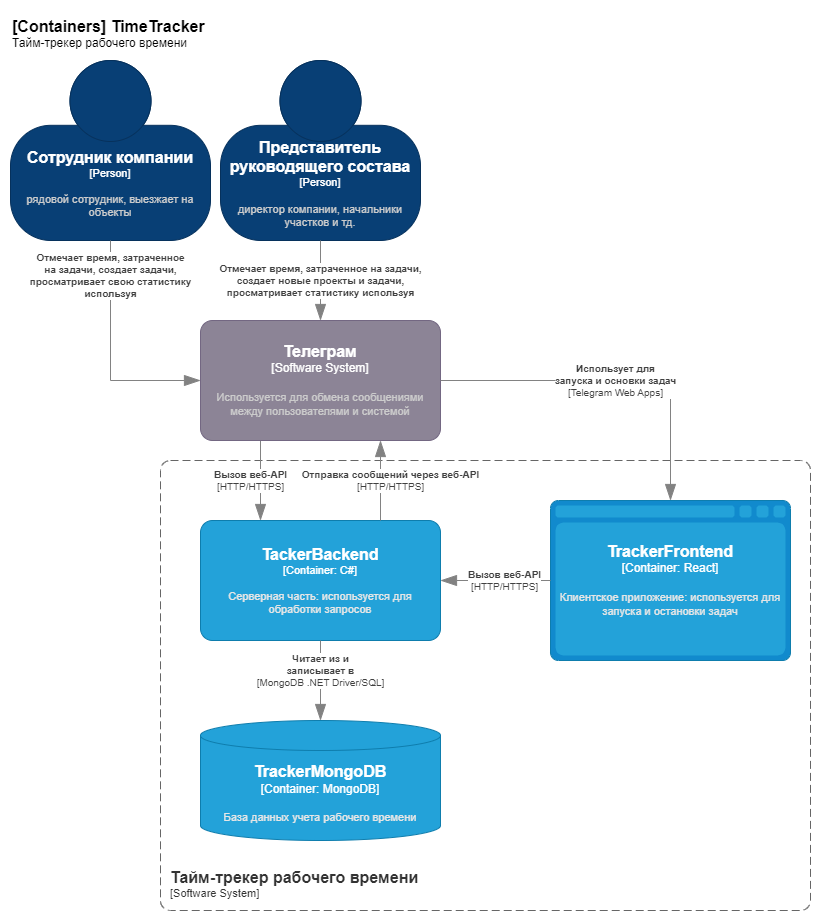 [Containers] TimeTracker
Тайм-трекер рабочего времени
Сотрудник компании
[Person]
рядовой сотрудник, выезжает на
объекты
Представитель
руководящего состава
[Person]
директор компании, начальники
участков и тд.
Отмечает время, затраченное
на задачи, создает задачи,
просматривает свою статистику
используя
Отмечает время, затраченное на задачи,
создает новые проекты и задачи,
просматривает статистику используя
Телеграм
[Software System]
Используется для обмена сообщениями
между пользователями и системой
Использует для
запуска и основки задач
[Telegram Web Apps]
Вызов веб-API
[HTTP/HTTPS]
Отправка сообщений через веб-API
[HTTP/HTTPS]
TackerBackend
[Container: C#]
Серверная часть: используется для
обработки запросов
Вызов веб-API
[HTTP/HTTPS]
TrackerFrontend
[Container: React]
Клиентское приложение: используется для
запуска и остановки задач
Читает из и
записывает в
[MongoDB .NET Driver/SQL]
TrackerMongoDB
[Container: MongoDB]
База данных учета рабочего времени
Тайм-трекер рабочего времени
[Software System]